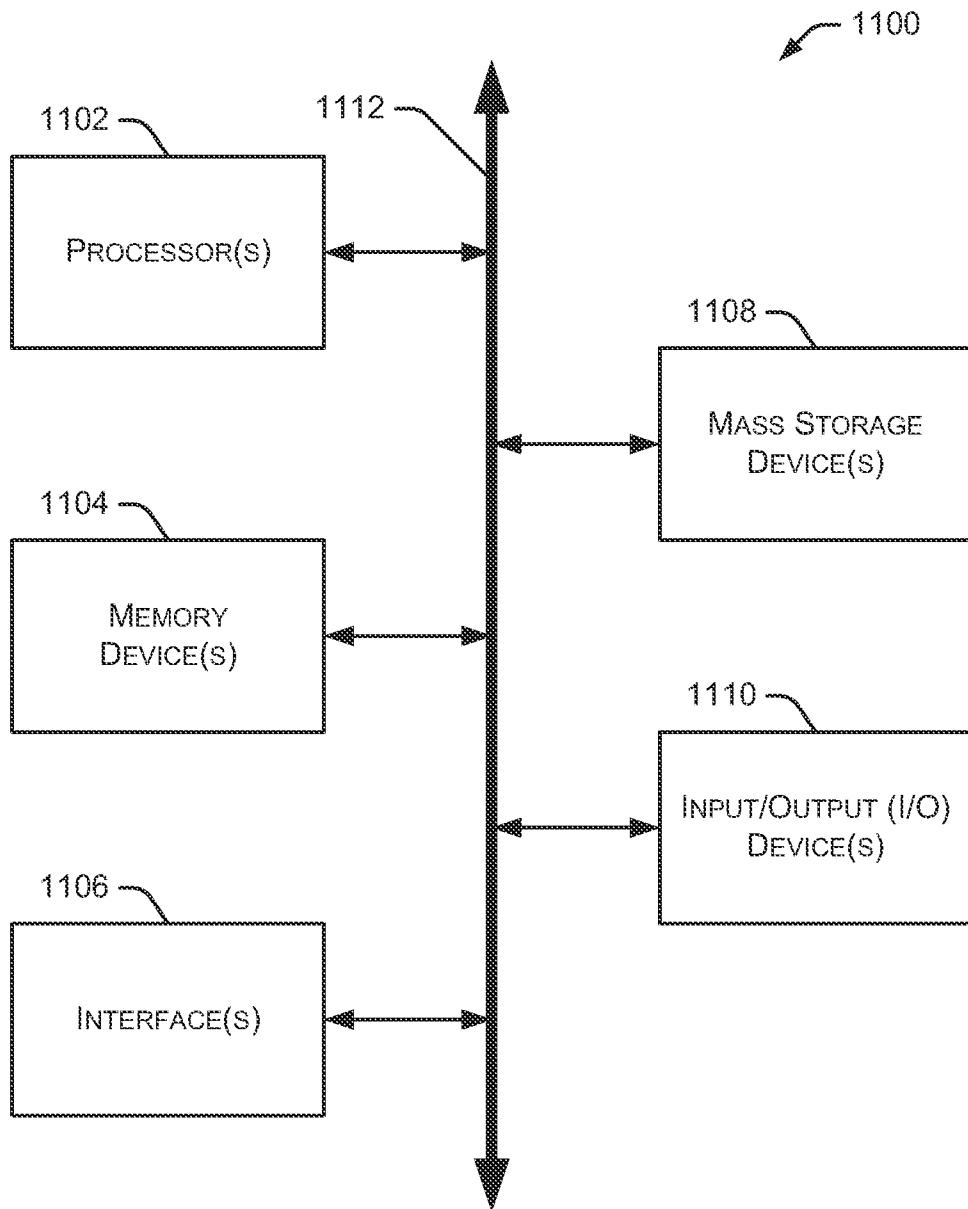 1100
1112
1102
PROCESSOR(S)
1108
MASS STORAGE
DEVICE(S)
1104
MEMORY
DEVICE(S)
1110
INPUT/OUTPUT (I/O)
DEVICE(S)
1106
INTERFACE(S)